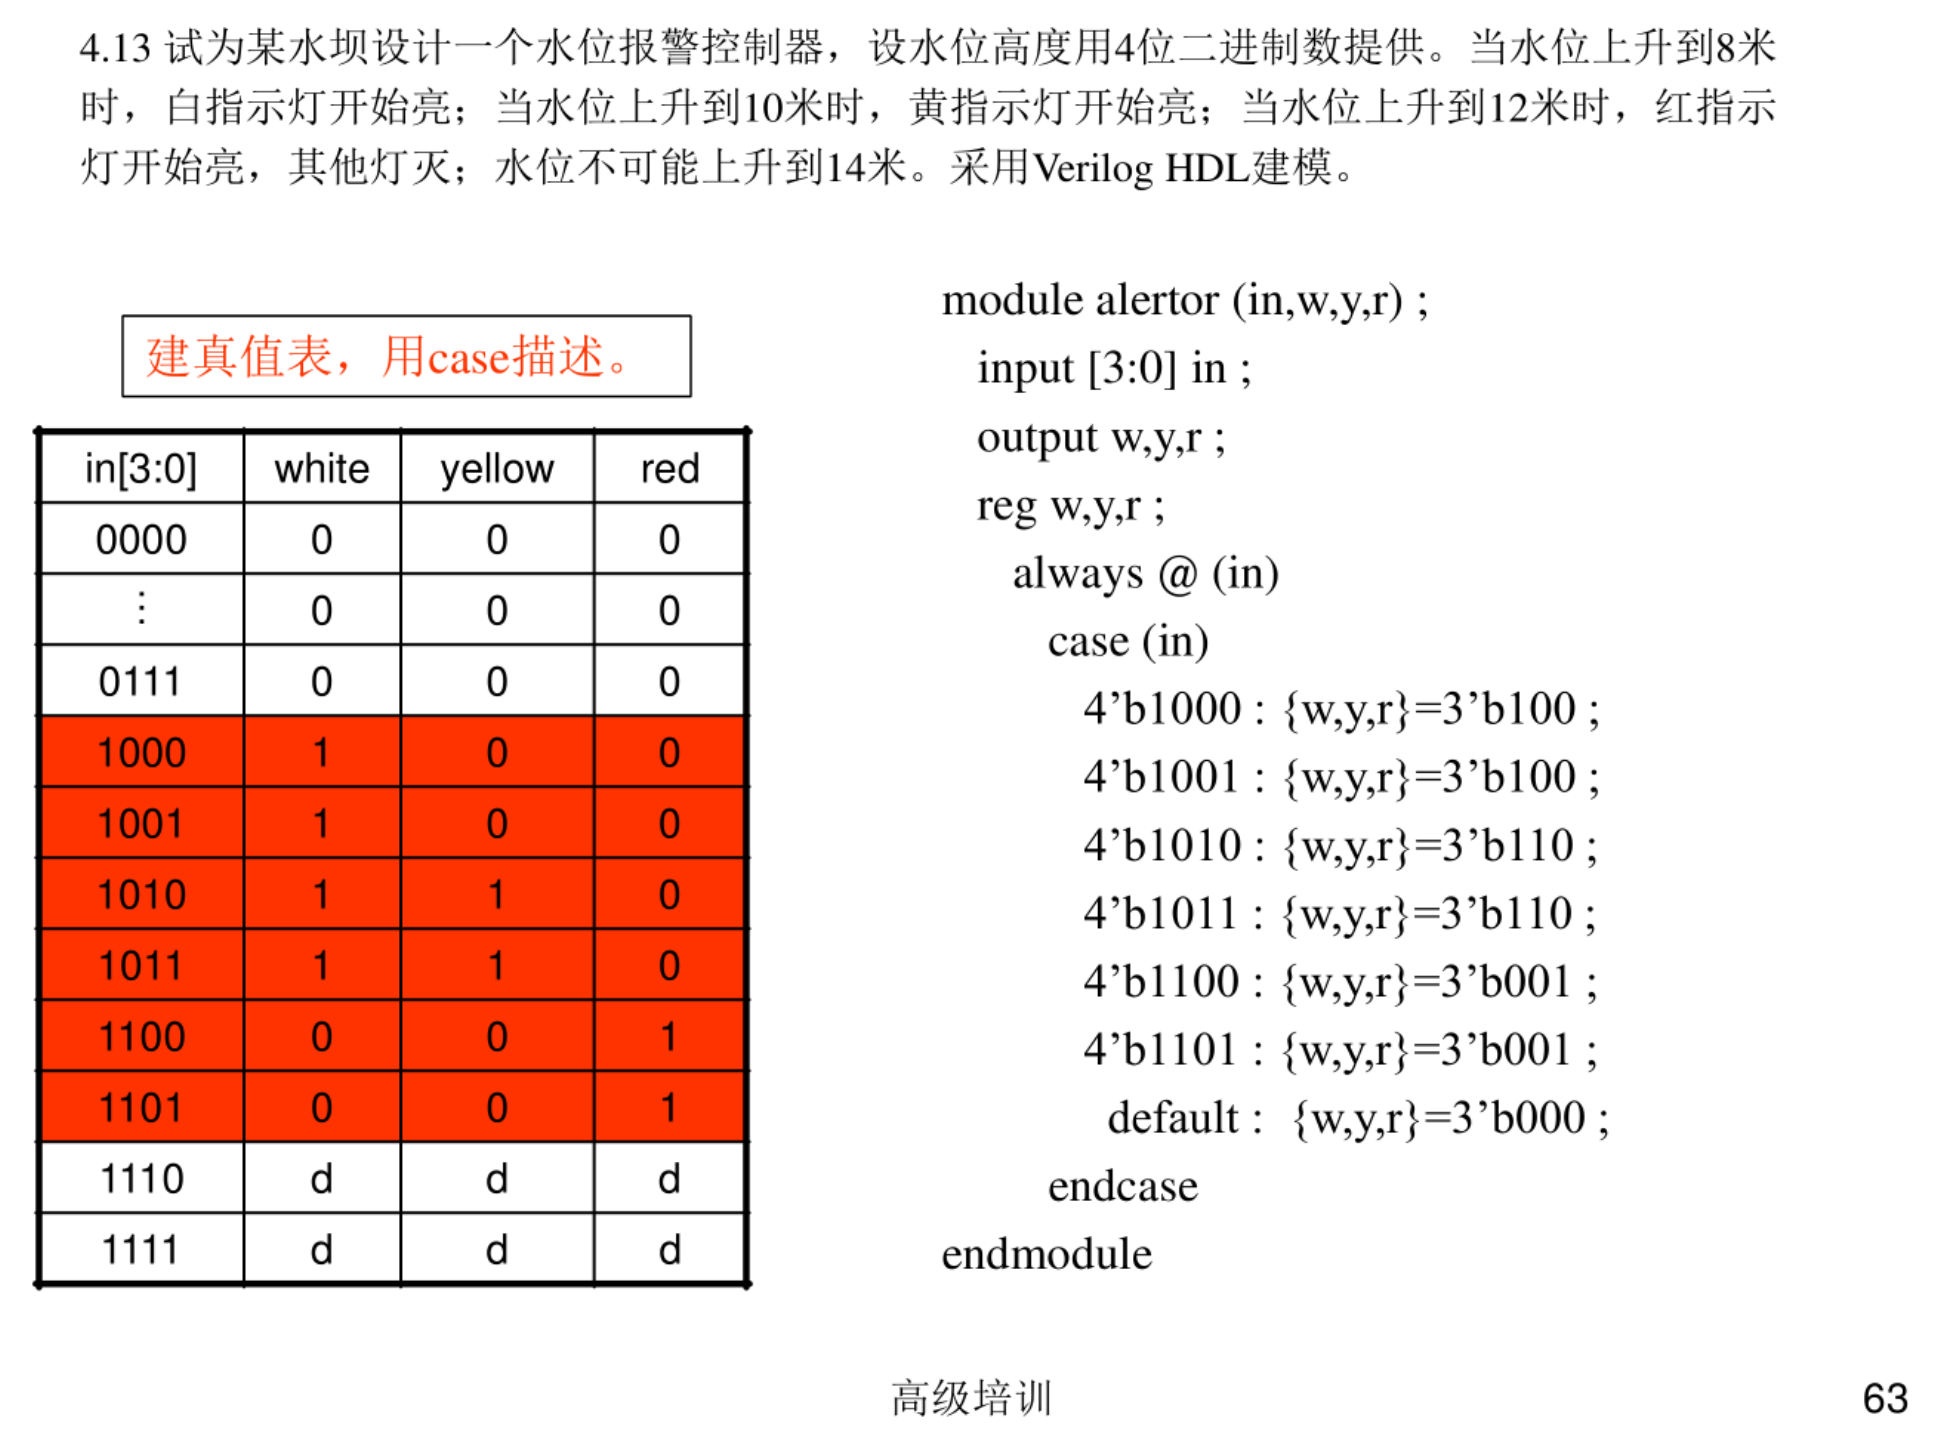 4.13 试为某水坝设计一个水位报警控制器，设水位高度用4位二进制数提供。当水位上升到8米
时，白指示灯开始亮；当水位上升到10米时，黄指示灯开始亮；当水位上升到12米时，红指示
灯开始亮，其他灯灭；水位不可能上升到14米。采用Verilog HDL建模。
建真值表，用case描述。
in[3:0] white yellow red
0000 0 0 0
⋮ 0 0 0
0111 0 0 0
1000 1 0 0
1001 1 0 0
1010 1 1 0
1011 1 1 0
1100 0 0 1
1101 0 0 1
1110 d d d
1111 d d d
module alertor (in,w,y,r) ;
input [3:0] in ;
output w,y,r ;
reg w,y,r ;
always @ (in)
case (in)
4’b1000 : {w,y,r}=3’b100 ;
4’b1001 : {w,y,r}=3’b100 ;
4’b1010 : {w,y,r}=3’b110 ;
4’b1011 : {w,y,r}=3’b110 ;
4’b1100 : {w,y,r}=3’b001 ;
4’b1101 : {w,y,r}=3’b001 ;
default : {w,y,r}=3’b000 ;
endcase
endmodule
高级培训
63